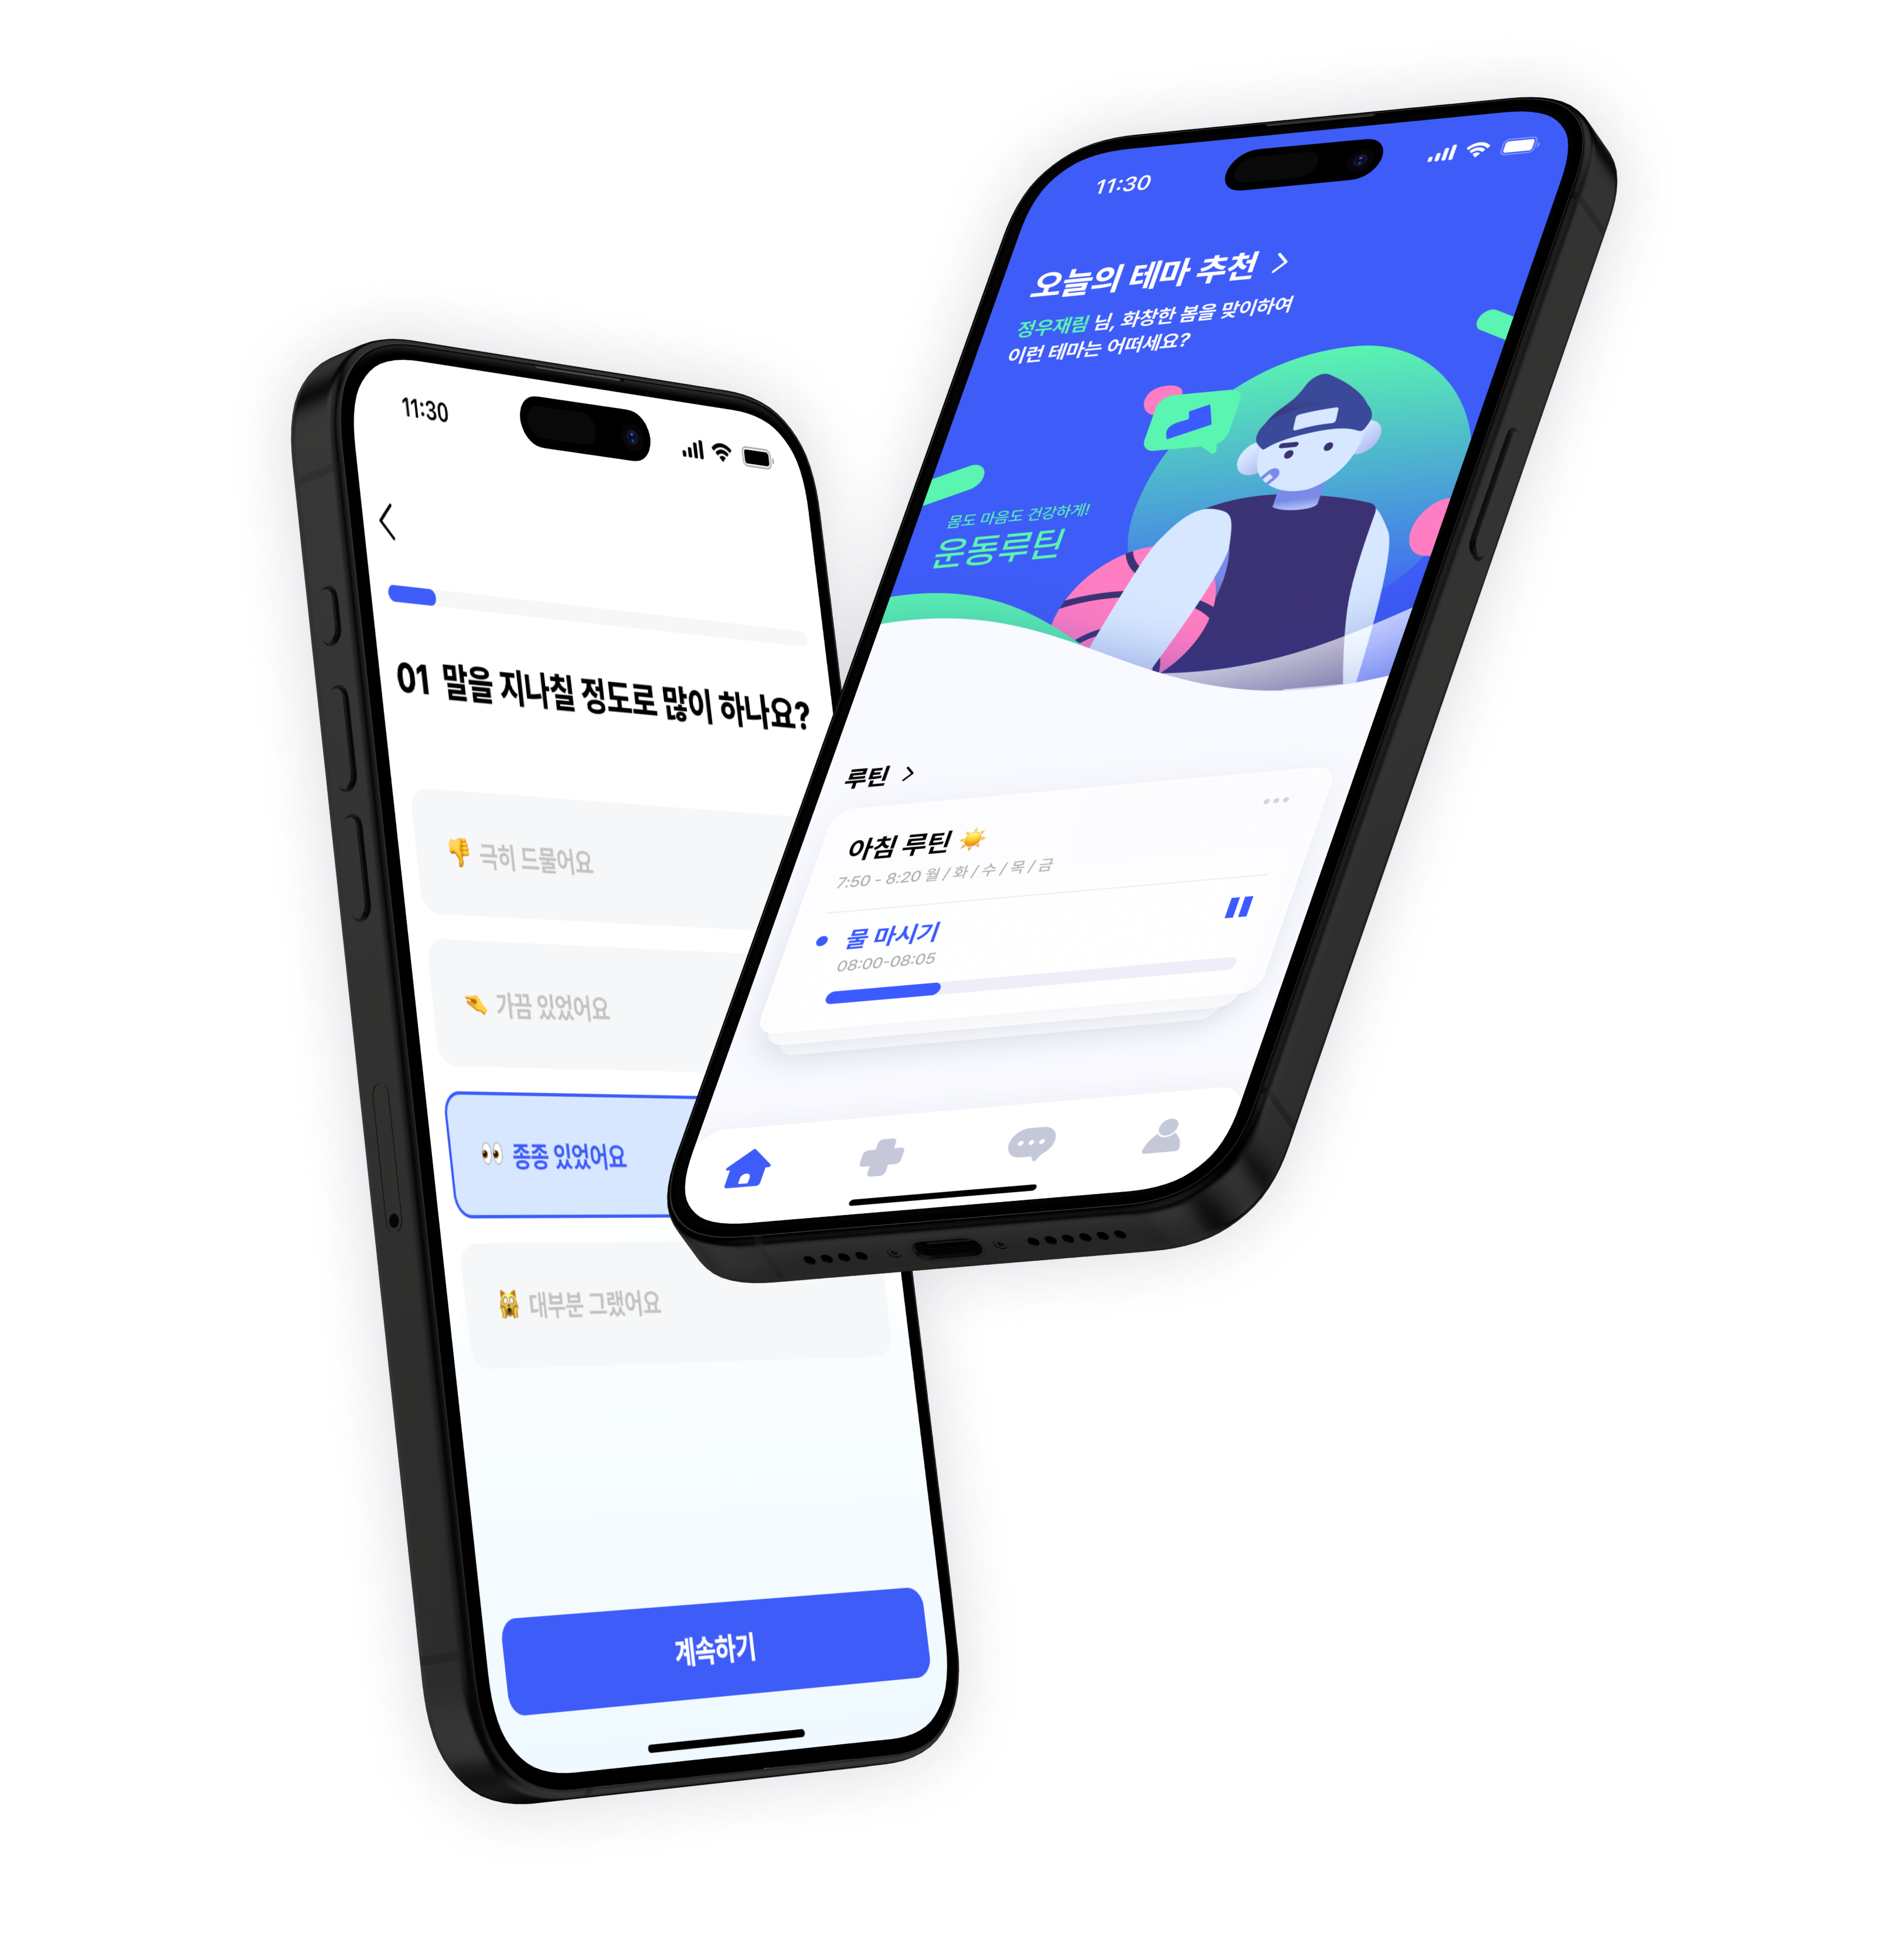 11:30
01 말을 지나칠 정도로 많이 하나요?
👎 극히 드물어요
🤏 가끔 있었어요
👀 종종 있었어요
🙀 대부분 그랬어요
계속하기
11:30
오늘의 테마 추천 >
정우재림 님, 화창한 봄을 맞이하여
이런 테마는 어떠세요?
몸도 마음도 건강하게!
운동루틴
루틴 >
아침 루틴 ☀️
7:50 - 8:20 월 / 화 / 수 / 목 / 금
물 마시기
08:00-08:05